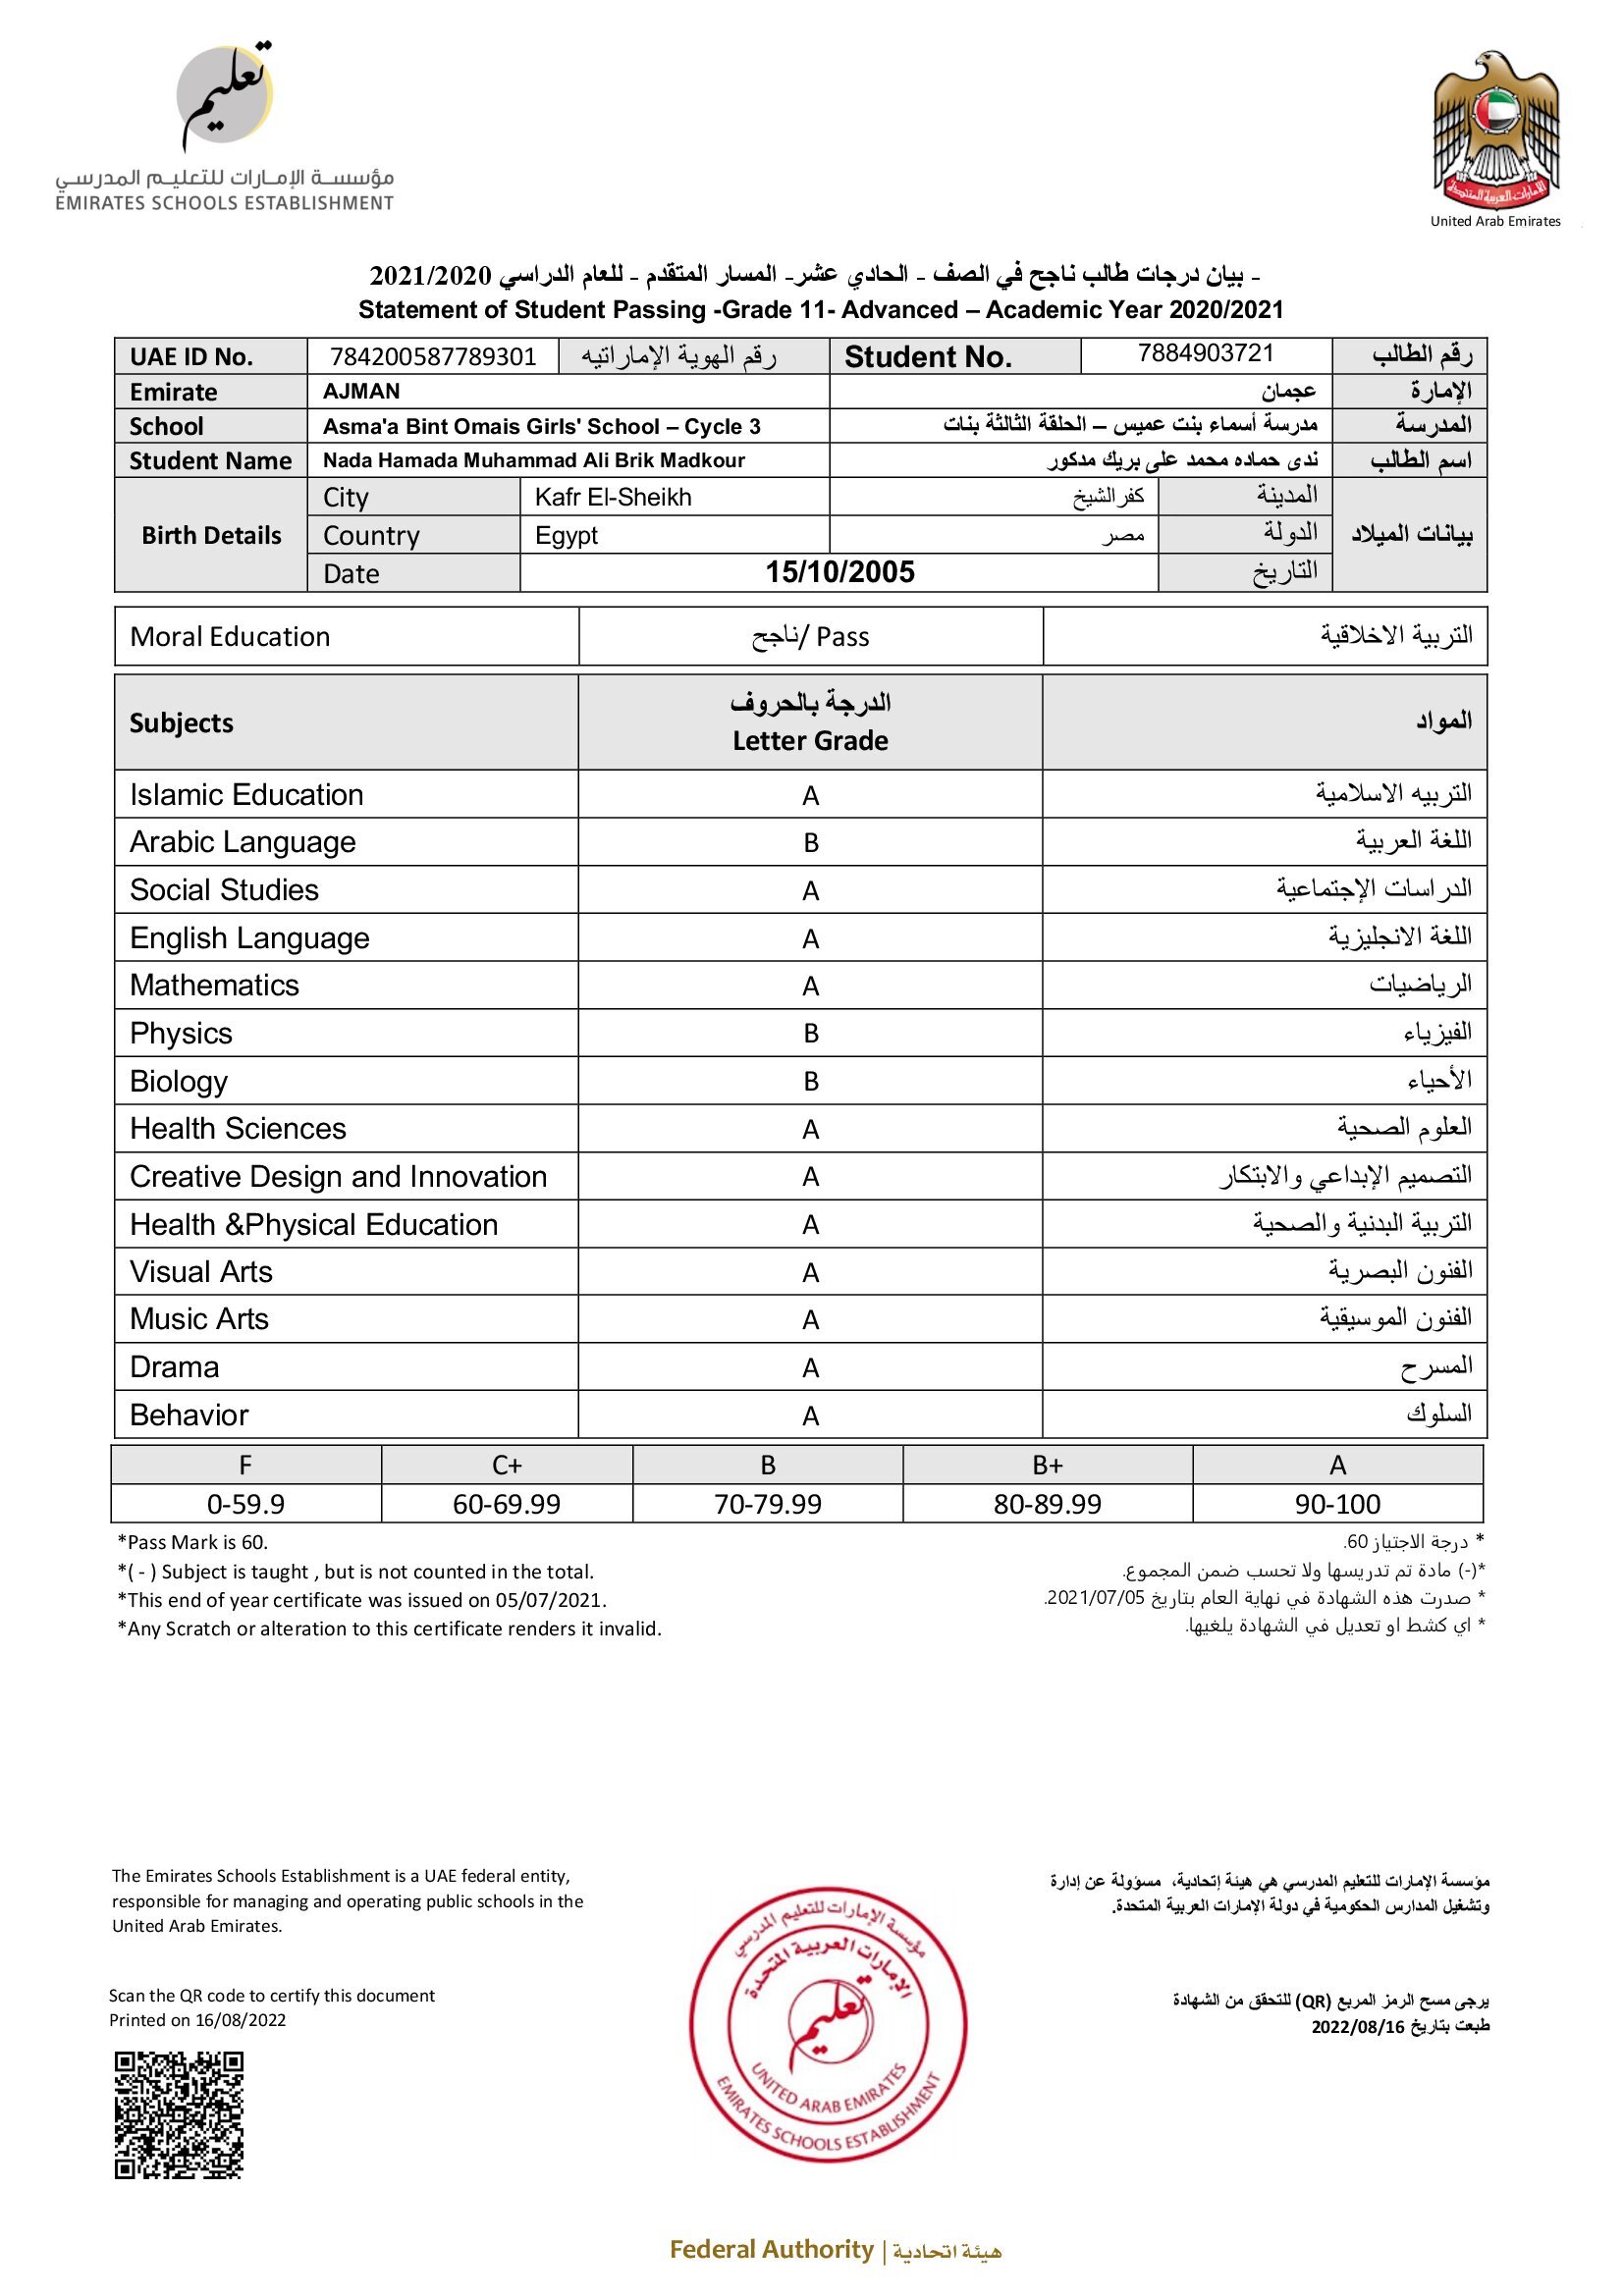 تعليم
مؤسسة الإمارات للتعليم المدرسي
EMIRATES SCHOOLS ESTABLISHMENT
الإمارات العربية المتحدة
United Arab Emirates
- بيان درجات طالب ناجح في الصف - الحادي عشر- المسار المتقدم - للعام الدراسي 2021/2020
Statement of Student Passing -Grade 11- Advanced – Academic Year 2020/2021
UAE ID No. 784200587789301 رقم الهوية الإماراتيه Student No. 7884903721 رقم الطالب
Emirate AJMAN عجمان الإمارة
School Asma'a Bint Omais Girls' School – Cycle 3 مدرسة أسماء بنت عميس – الحلقة الثالثة بنات المدرسة
Student Name Nada Hamada Muhammad Ali Brik Madkour ندى حماده محمد على بريك مدكور اسم الطالب
City Kafr El-Sheikh كفرالشيخ المدينة
Birth Details Country Egypt مصر الدولة بيانات الميلاد
Date 15/10/2005 التاريخ
Moral Education ناجح/ Pass التربية الاخلاقية
Subjects الدرجة بالحروف المواد
Letter Grade
Islamic Education A التربيه الاسلامية
Arabic Language B اللغة العربية
Social Studies A الدراسات الإجتماعية
English Language A اللغة الانجليزية
Mathematics A الرياضيات
Physics B الفيزياء
Biology B الأحياء
Health Sciences A العلوم الصحية
Creative Design and Innovation A التصميم الإبداعي والابتكار
Health &Physical Education A التربية البدنية والصحية
Visual Arts A الفنون البصرية
Music Arts A الفنون الموسيقية
Drama A المسرح
Behavior A السلوك
F C+ B B+ A
0-59.9 60-69.99 70-79.99 80-89.99 90-100
*Pass Mark is 60. * درجة الاجتياز 60.
*( - ) Subject is taught , but is not counted in the total. *(-) مادة تم تدريسها ولا تحسب ضمن المجموع.
*This end of year certificate was issued on 05/07/2021. * صدرت هذه الشهادة في نهاية العام بتاريخ 2021/07/05.
*Any Scratch or alteration to this certificate renders it invalid. * اي كشط او تعديل في الشهادة يلغيها.
The Emirates Schools Establishment is a UAE federal entity,
responsible for managing and operating public schools in the
United Arab Emirates.
مؤسسة الإمارات للتعليم المدرسي هي هيئة إتحادية، مسؤولة عن إدارة
وتشغيل المدارس الحكومية في دولة الإمارات العربية المتحدة.
Scan the QR code to certify this document
Printed on 16/08/2022
يرجى مسح الرمز المربع (QR) للتحقق من الشهادة
طبعت بتاريخ 2022/08/16
مؤسسة الإمارات للتعليم المدرسي
الإمارات العربية المتحدة
تعليم
UNITED ARAB EMIRATES
EMIRATES SCHOOLS ESTABLISHMENT
Federal Authority | هيئة اتحادية